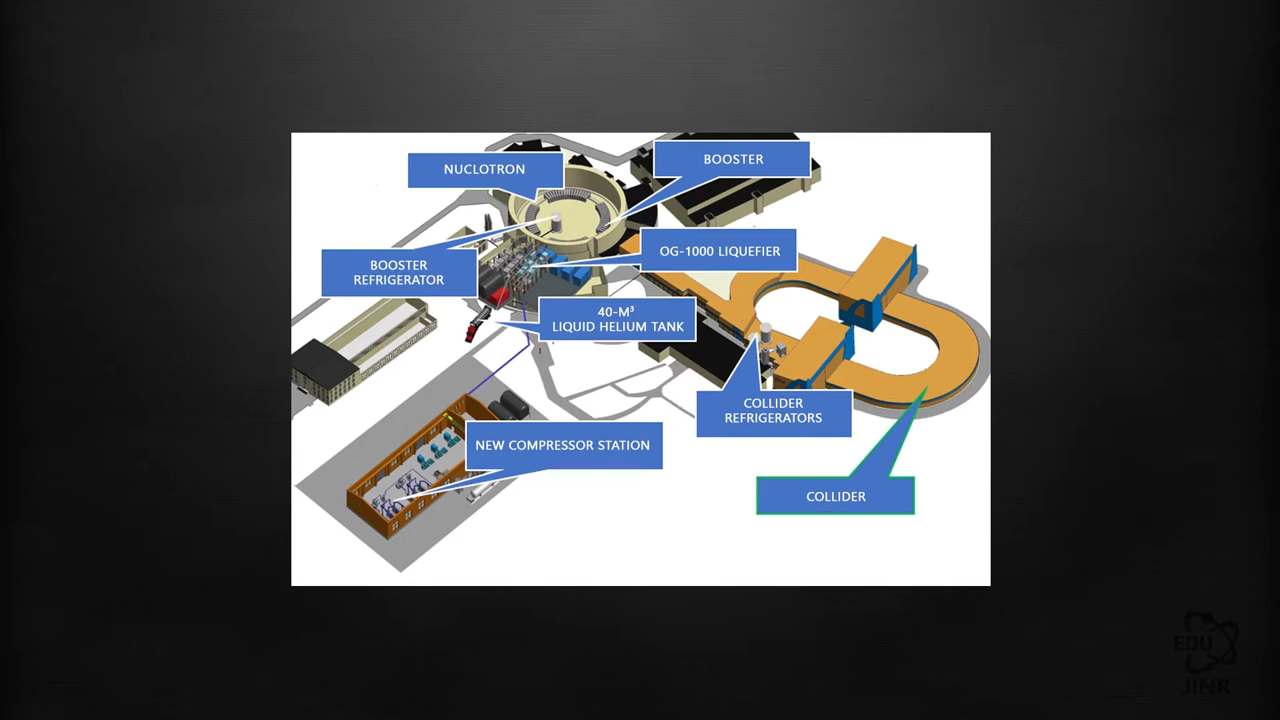 NUCLOTRON
BOOSTER
BOOSTER
REFRIGERATOR
OG-1000 LIQUEFIER
40-M³
LIQUID HELIUM TANK
COLLIDER
REFRIGERATORS
NEW COMPRESSOR STATION
COLLIDER
EDU
JINR